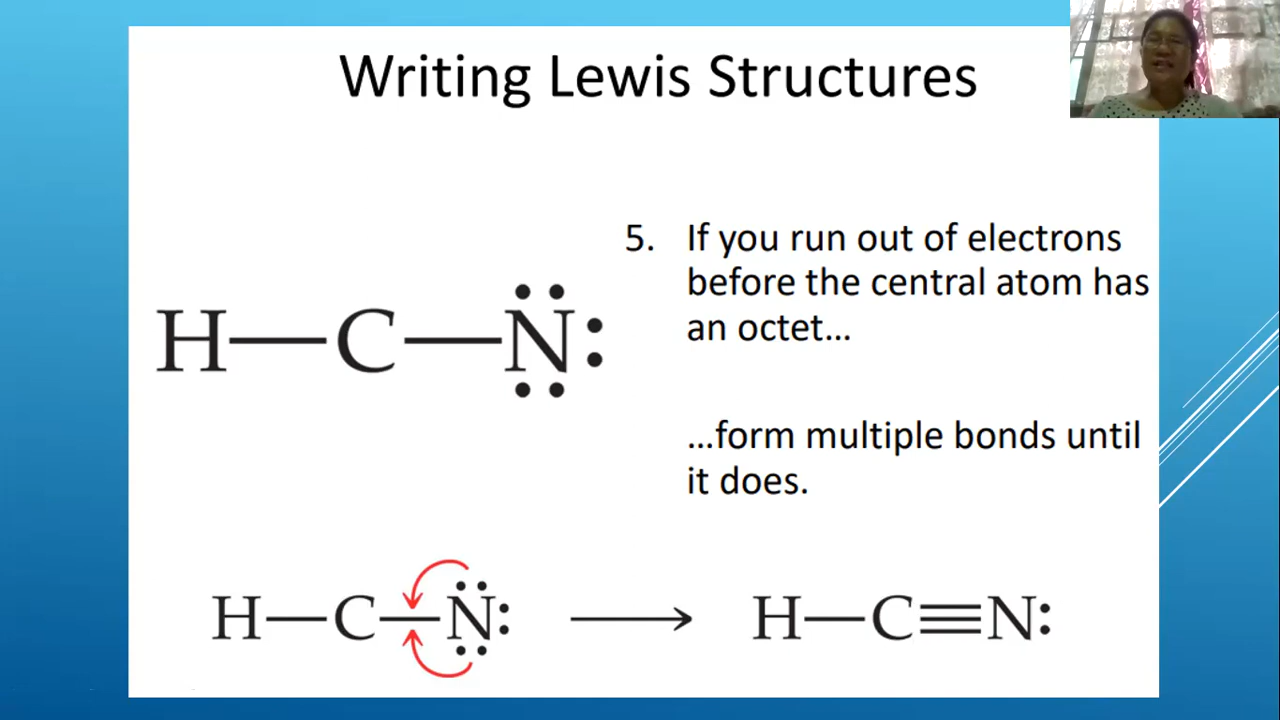 Writing Lewis Structures
5. If you run out of electrons
before the central atom has
an octet…
H—C—N:
…form multiple bonds until
it does.
H—C—N: ⟶ H—C≡N: